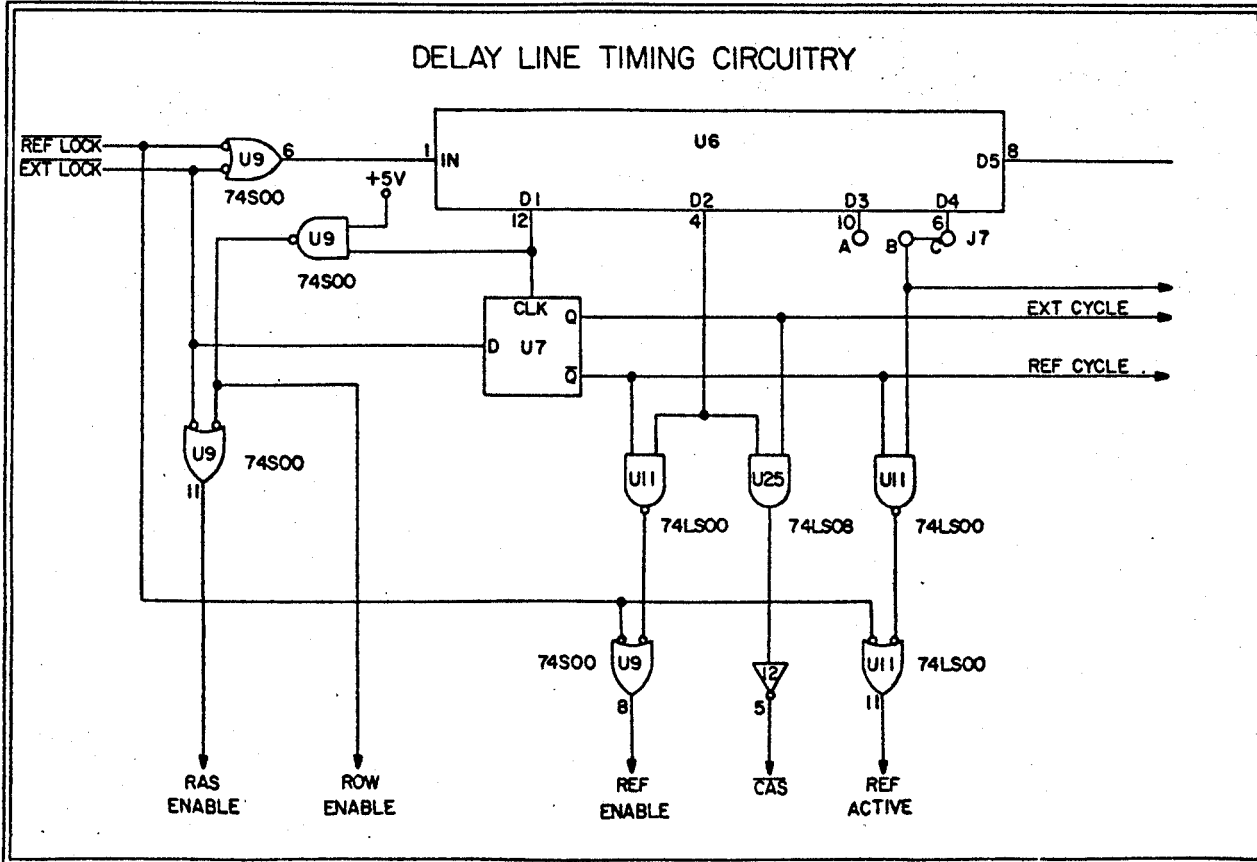 DELAY LINE TIMING CIRCUITRY
REF LOCK
EXT LOCK
U9
6
74S00
+5V
1
IN
U6
D5
8
D1
12
D2
4
D3
10
A
B
C
D4
6
J7
U9
74S00
CLK
D
U7
Q
Q
EXT CYCLE
REF CYCLE
U9
74S00
11
U11
74LS00
U25
74LS08
U11
74LS00
74S00
U9
8
12
5
U11
74LS00
11
RAS
ENABLE
ROW
ENABLE
REF
ENABLE
CAS
REF
ACTIVE